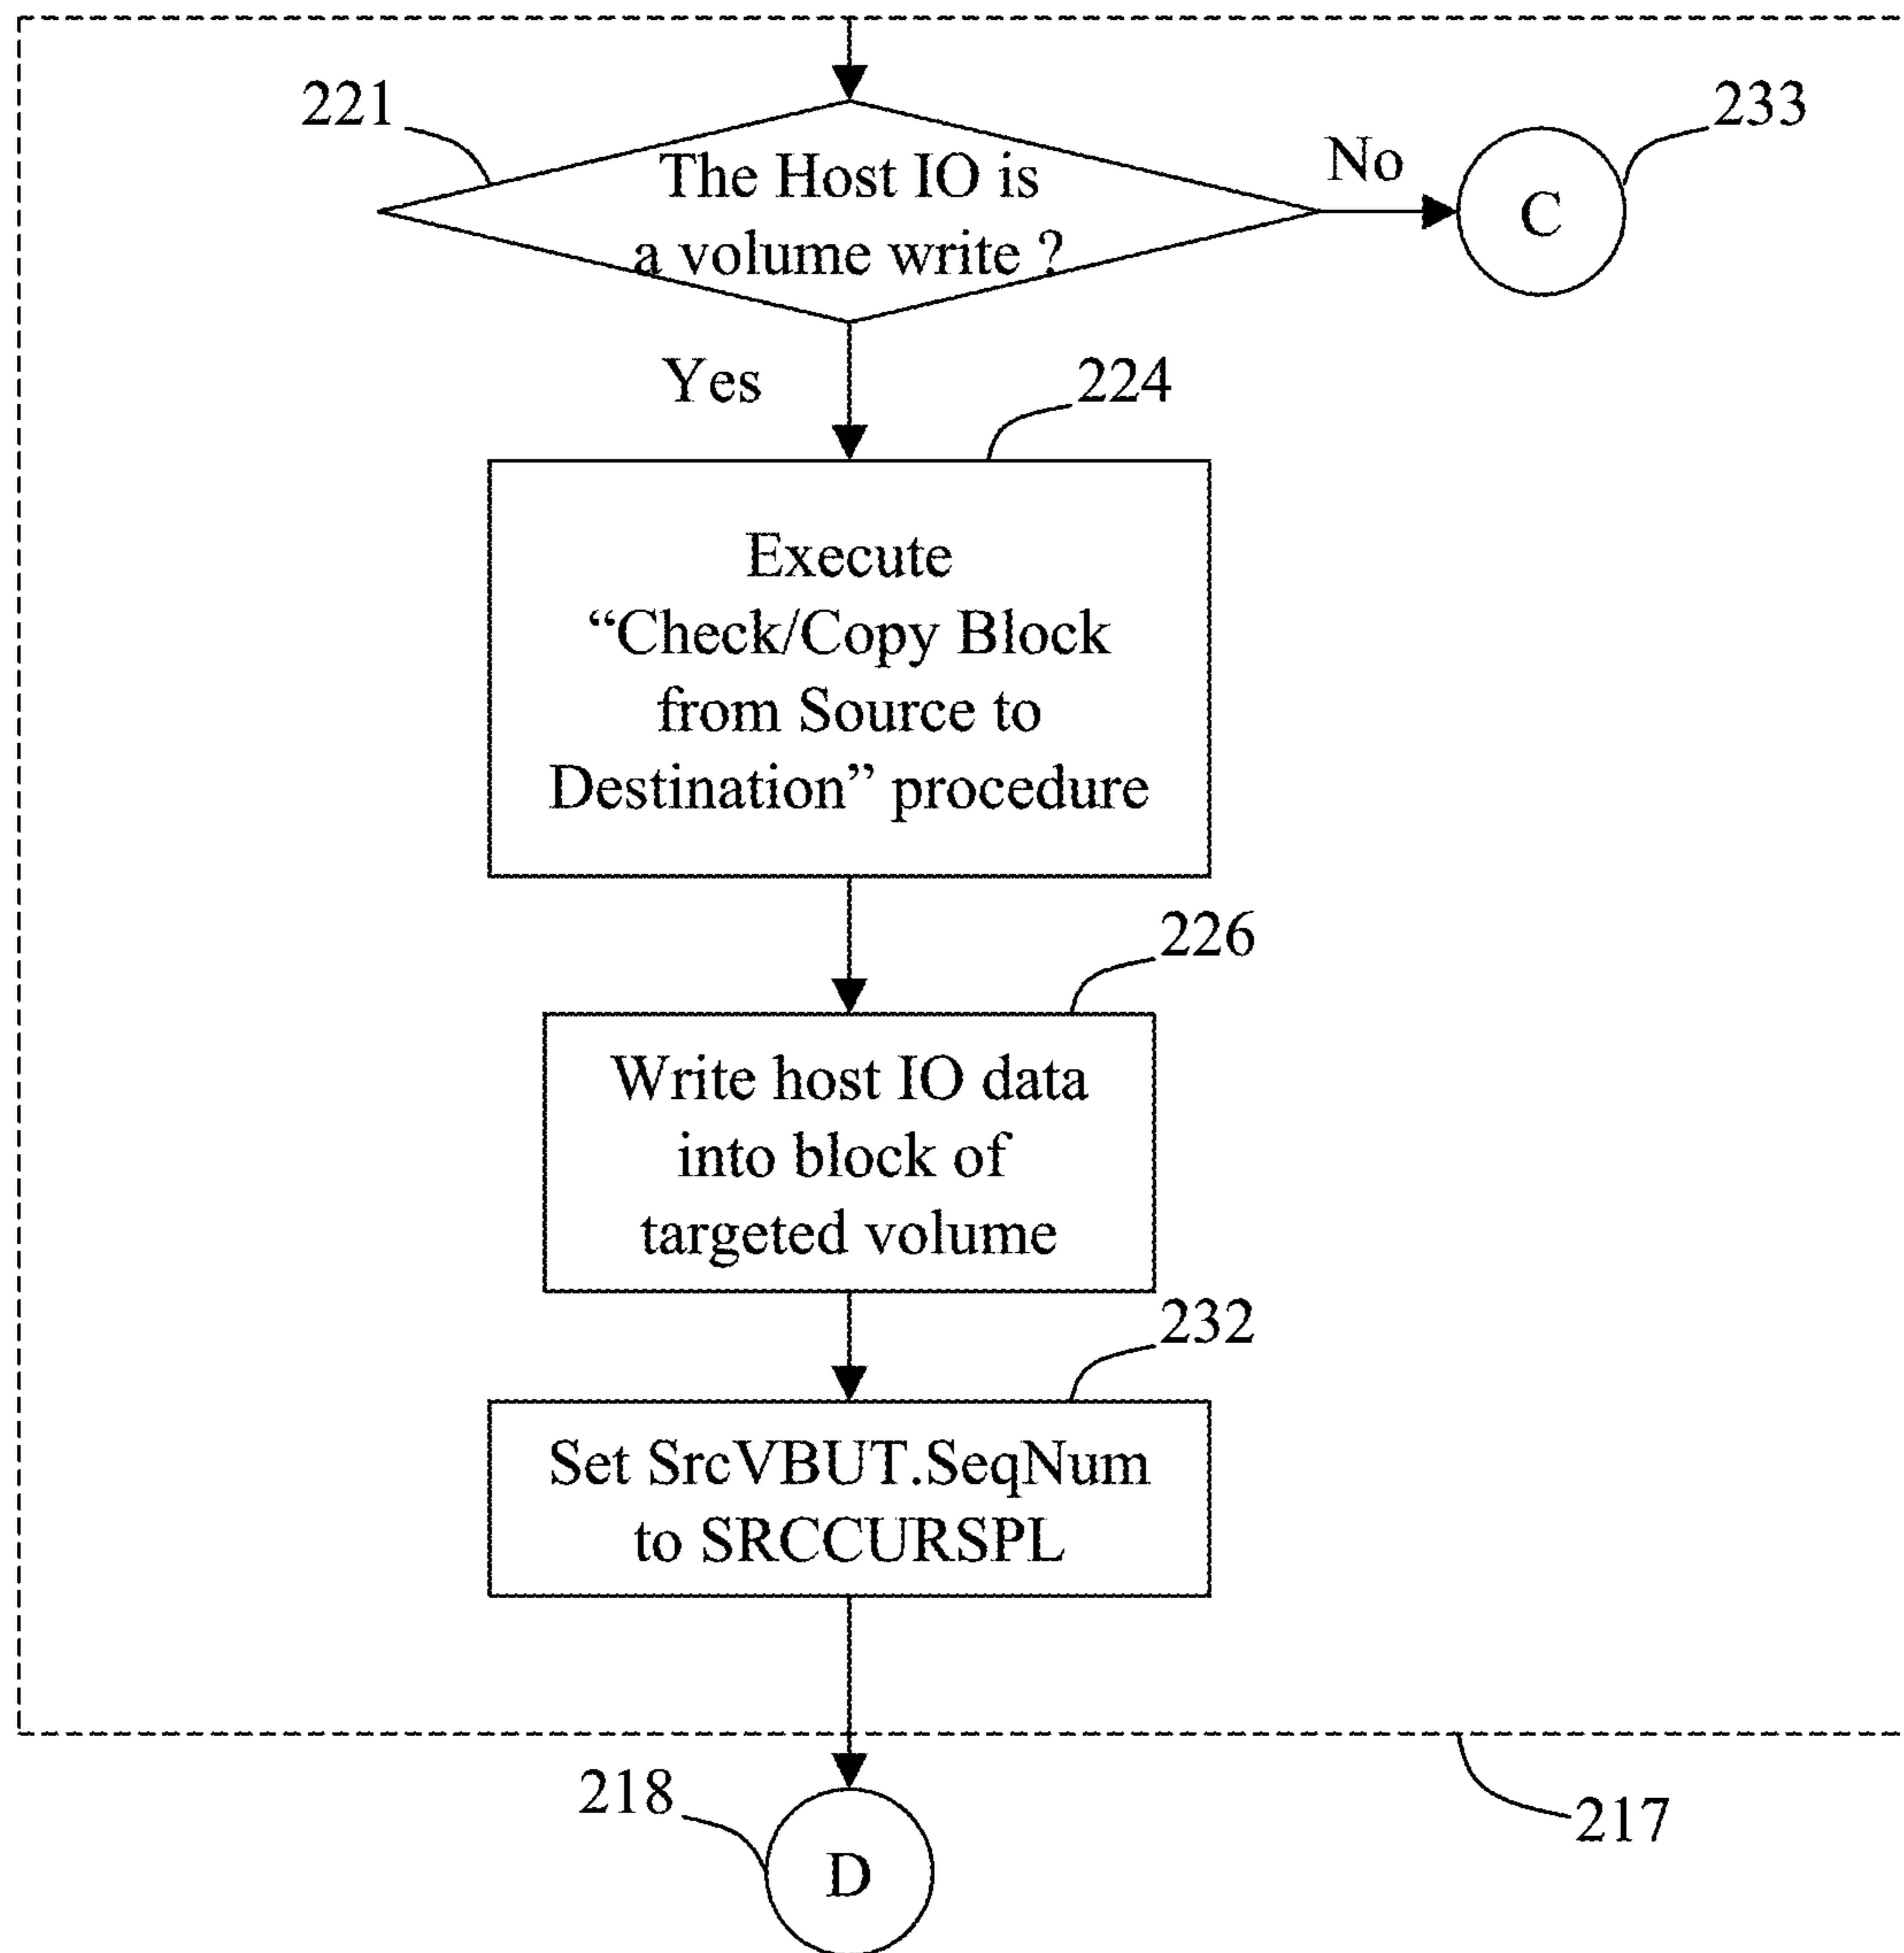 221
The Host IO is
a volume write ?
No
C
233
Yes
224
Execute
“Check/Copy Block
from Source to
Destination” procedure
226
Write host IO data
into block of
targeted volume
232
Set SrcVBUT.SeqNum
to SRCCURSPL
218
D
217